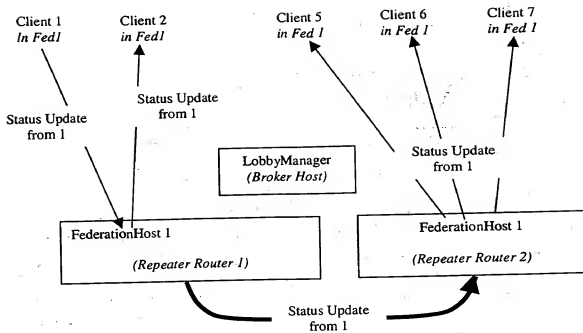 Client 1
In Fed1
Client 2
in Fed1
Client 5
in Fed 1
Client 6
in Fed 1
Client 7
in Fed 1
Status Update
from 1
Status Update
from 1
Status Update
from 1
LobbyManager
(Broker Host)
FederationHost 1
(Repeater Router 1)
FederationHost 1
(Repeater Router 2)
Status Update
from 1